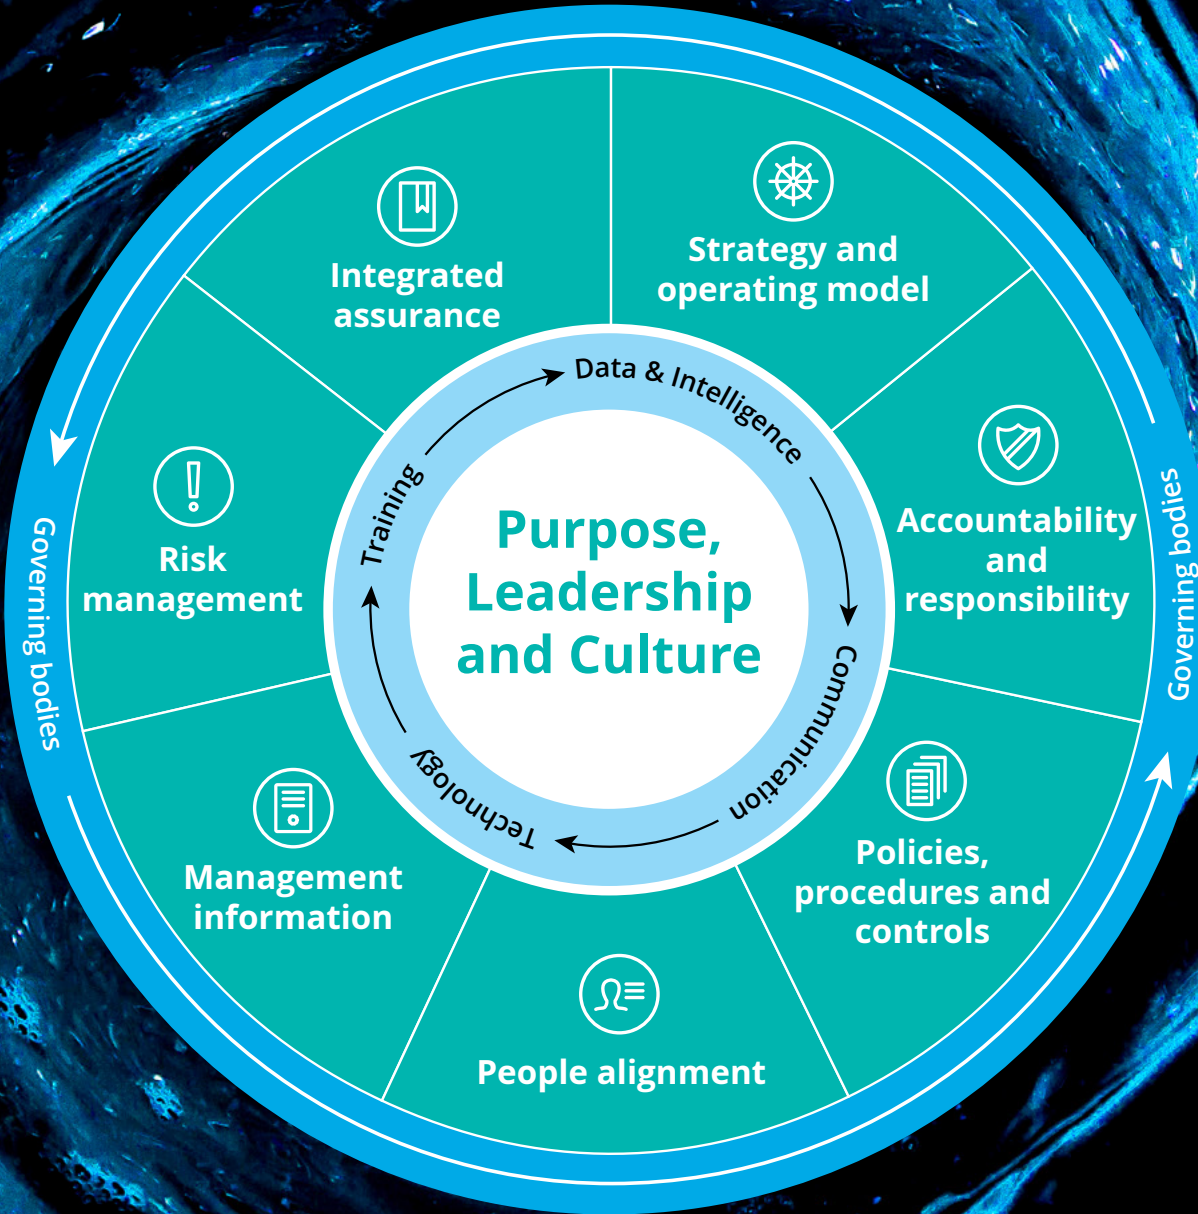 Integrated
assurance
Strategy and
operating model
Accountability
and
responsibility
Policies,
procedures and
controls
People alignment
Management
information
Risk
management
Data & Intelligence
Communication
Technology
Training
Purpose,
Leadership
and Culture
Governing bodies
Governing bodies